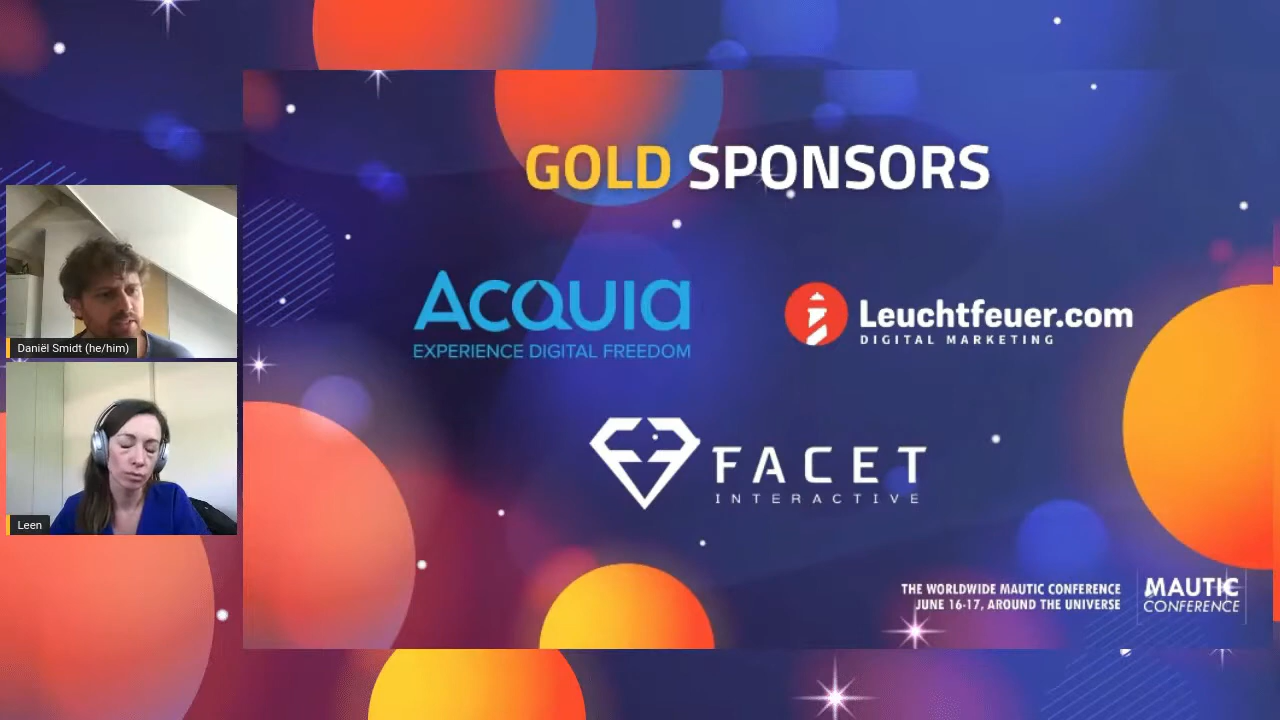 GOLD SPONSORS
ACQUIA
EXPERIENCE DIGITAL FREEDOM
Leuchtfeuer.com
DIGITAL MARKETING
FACET
INTERACTIVE
Daniël Smidt (he/him)
Leen
THE WORLDWIDE MAUTIC CONFERENCE
JUNE 16-17, AROUND THE UNIVERSE
MAUTIC
CONFERENCE